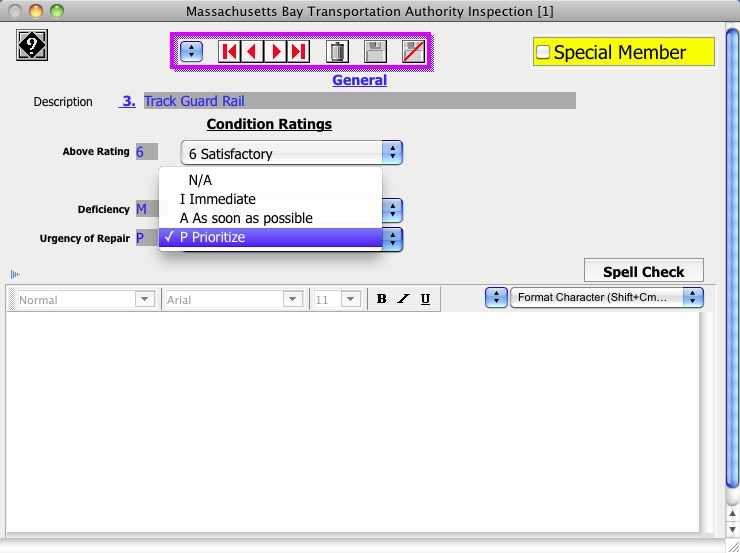 Massachusetts Bay Transportation Authority Inspection [1]
?
Special Member
General
Description 3. Track Guard Rail
Condition Ratings
Above Rating 6 6 Satisfactory
N/A
I Immediate
Deficiency M
A As soon as possible
Urgency of Repair P ✓ P Prioritize
Spell Check
Normal Arial 11 B I U Format Character (Shift+Cm...